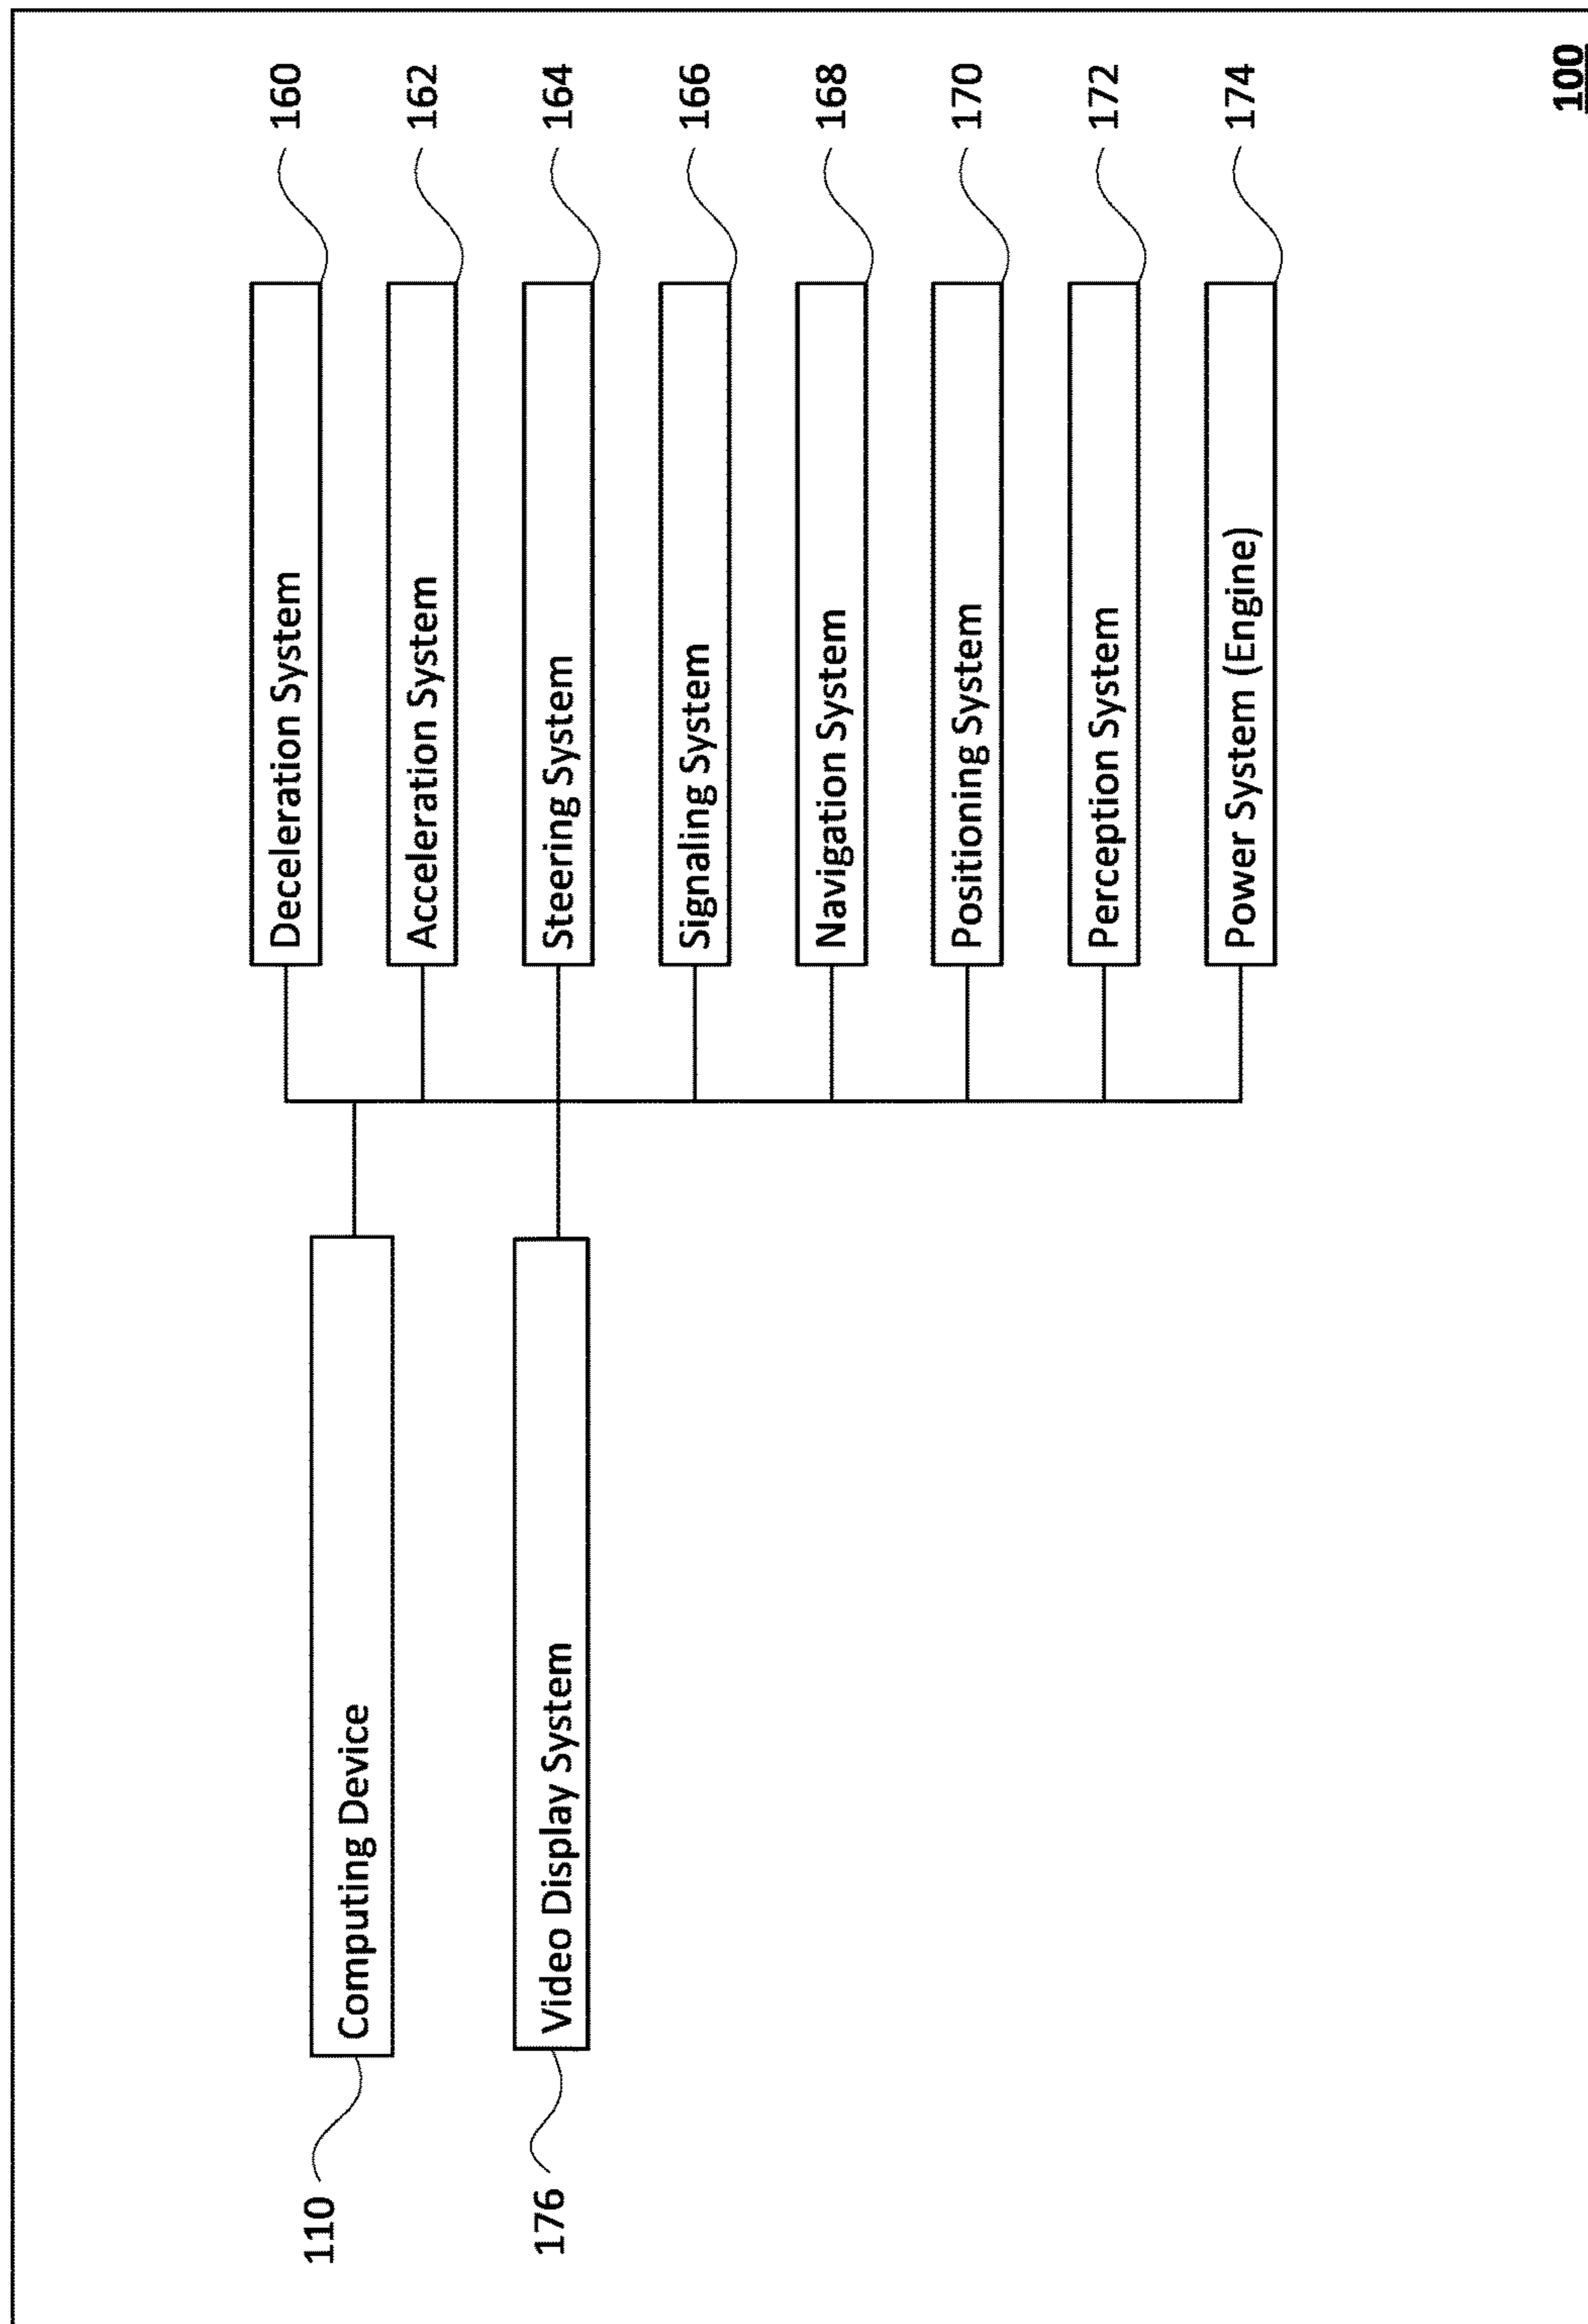 110
Computing Device
176
Video Display System
Deceleration System
160
Acceleration System
162
Steering System
164
Signaling System
166
Navigation System
168
Positioning System
170
Perception System
172
Power System (Engine)
174
100